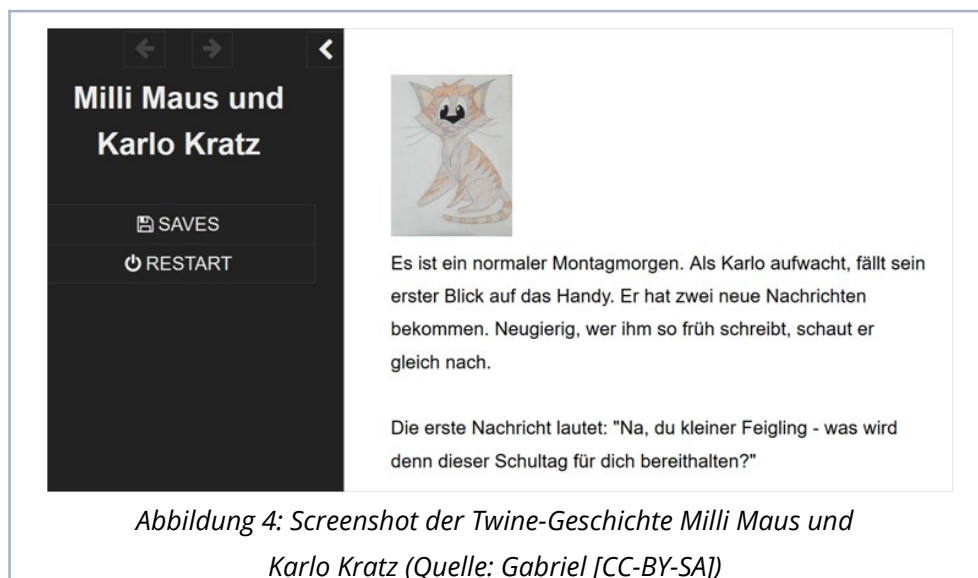 Milli Maus und
Karlo Kratz
SAVES
RESTART
Es ist ein normaler Montagmorgen. Als Karlo aufwacht, fällt sein
erster Blick auf das Handy. Er hat zwei neue Nachrichten
bekommen. Neugierig, wer ihm so früh schreibt, schaut er
gleich nach.
Die erste Nachricht lautet: "Na, du kleiner Feigling - was wird
denn dieser Schultag für dich bereithalten?"
Abbildung 4: Screenshot der Twine-Geschichte Milli Maus und
Karlo Kratz (Quelle: Gabriel [CC-BY-SA])